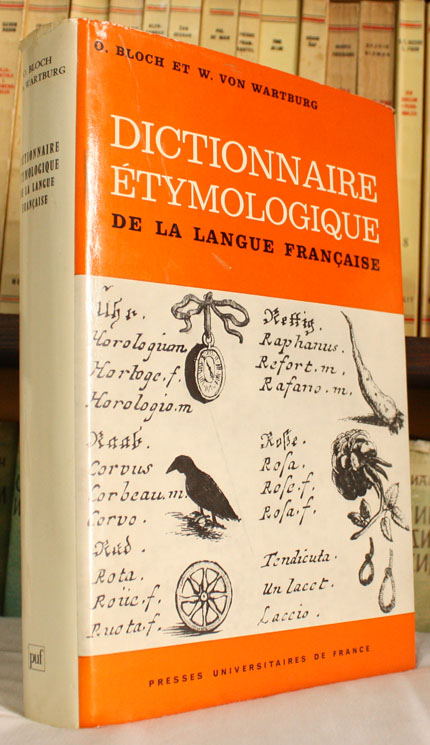 O. BLOCH ET W. VON WARTBURG
DICTIONNAIRE
ÉTYMOLOGIQUE
DE LA LANGUE FRANÇAISE
Uhr.
Horologium
Horloge. f.
Horologio. m
Raab.
Corvus
Corbeau. m.
Corvo.
Rad.
Rota.
Roüe. f.
Ruota. f.
Rettig.
Raphanus.
Refort. m.
Rafano. m.
Rose.
Rosa.
Rose. f.
Rosa. f.
Tendicula.
Un lacet.
Laccio.
PRESSES UNIVERSITAIRES DE FRANCE
O. BLOCH
WARTBURG
DICTIONNAIRE
ÉTYMOLOGIQUE
DE LA LANGUE
FRANÇAISE
puf